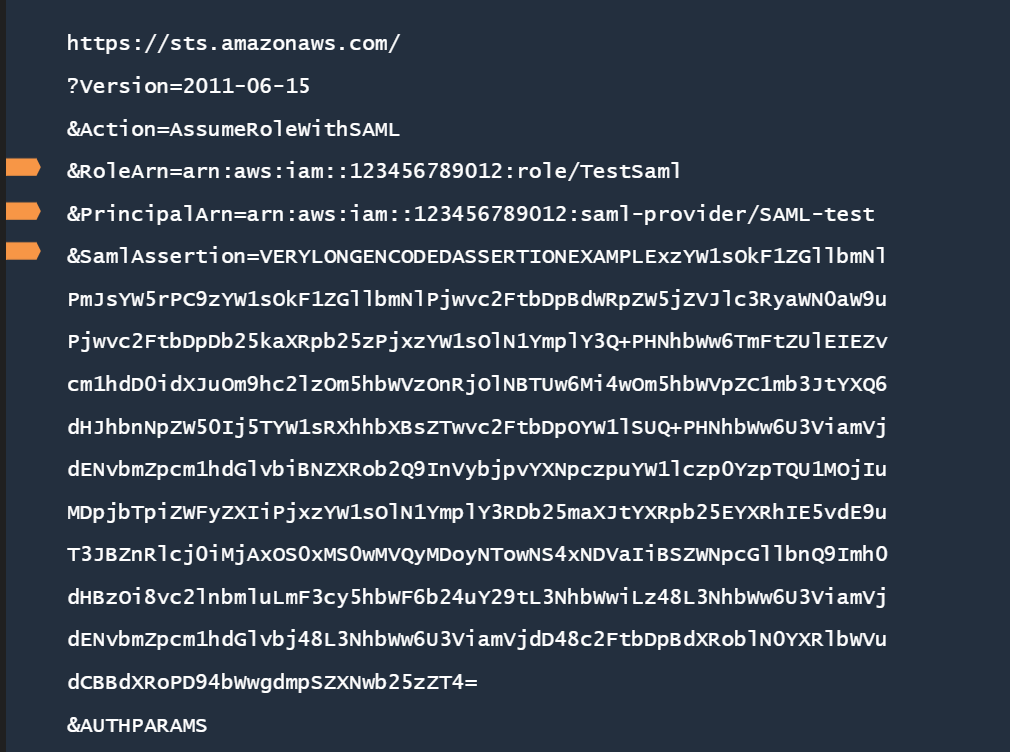 https://sts.amazonaws.com/
?Version=2011-06-15
&Action=AssumeRoleWithSAML
&RoleArn=arn:aws:iam::123456789012:role/TestSaml
&PrincipalArn=arn:aws:iam::123456789012:saml-provider/SAML-test
&SamlAssertion=VERYLONGENCODEDASSERTIONEXAMPLExzYW1sOkF1ZGllbmNl
PmJsYW5rPC9zYW1sOkF1ZGllbmNlPjwvc2FtbDpBdWRpZW5jZVJlc3RyaWN0aW9u
Pjwvc2FtbDpDb25kaXRpb25zPjxzYW1sOlN1YmplY3Q+PHNhbWw6TmFtZUlEIEZv
cm1hdD0idXJuOm9hc2lzOm5hbWVzOnRjOlNBTUw6Mi4wOm5hbWVpZC1mb3JtYXQ6
dHJhbnNpZW50Ij5TYW1sRXhhbXBsZTwvc2FtbDpOYW1lSUQ+PHNhbWw6U3ViamVj
dENvbmZpcm1hdGlvbiBNZXRob2Q9InVybjpvYXNpczpuYW1lczp0YzpTQU1MOjIu
MDpjbTpiZWFyZXIiPjxzYW1sOlN1YmplY3RDb25maXJtYXRpb25EYXRhIE5vdE9u
T3JBZnRlcj0iMjAxOS0xMS0wMVQyMDoyNTowNS4xNDVaIiBSZWNpcGllbnQ9Imh0
dHBzOi8vc2lnbmluLmF3cy5hbWF6b24uY29tL3NhbWwiLz48L3NhbWw6U3ViamVj
dENvbmZpcm1hdGlvbj48L3NhbWw6U3ViamVjdD48c2FtbDpBdXRoblN0YXRlbWVu
dCBBdXRoPD94bWwgdmpSZXNwb25zZT4=
&AUTHPARAMS